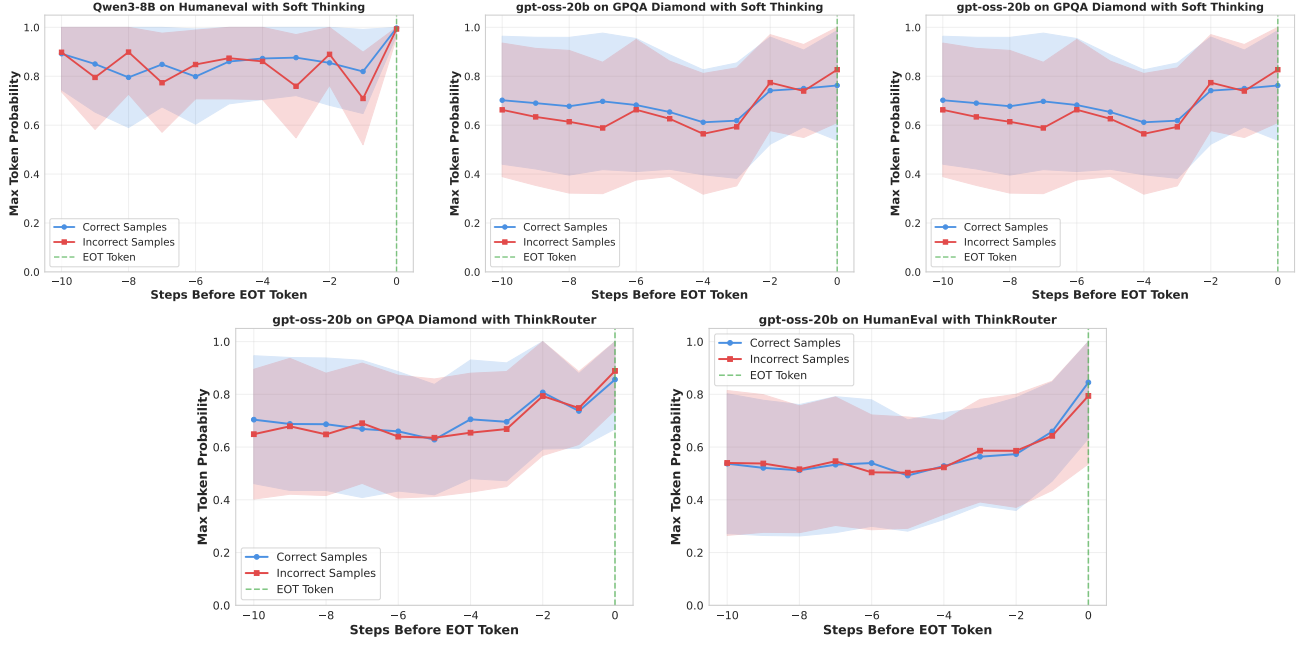 Qwen3-8B on Humaneval with Soft Thinking
Max Token Probability
1.0
0.8
0.6
0.4
0.2
0.0
Correct Samples
Incorrect Samples
EOT Token
−10
−8
−6
−4
−2
0
Steps Before EOT Token
gpt-oss-20b on GPQA Diamond with Soft Thinking
Max Token Probability
1.0
0.8
0.6
0.4
0.2
0.0
Correct Samples
Incorrect Samples
EOT Token
−10
−8
−6
−4
−2
0
Steps Before EOT Token
gpt-oss-20b on GPQA Diamond with Soft Thinking
Max Token Probability
1.0
0.8
0.6
0.4
0.2
0.0
Correct Samples
Incorrect Samples
EOT Token
−10
−8
−6
−4
−2
0
Steps Before EOT Token
gpt-oss-20b on GPQA Diamond with ThinkRouter
Max Token Probability
1.0
0.8
0.6
0.4
0.2
0.0
Correct Samples
Incorrect Samples
EOT Token
−10
−8
−6
−4
−2
0
Steps Before EOT Token
gpt-oss-20b on HumanEval with ThinkRouter
Max Token Probability
1.0
0.8
0.6
0.4
0.2
0.0
Correct Samples
Incorrect Samples
EOT Token
−10
−8
−6
−4
−2
0
Steps Before EOT Token